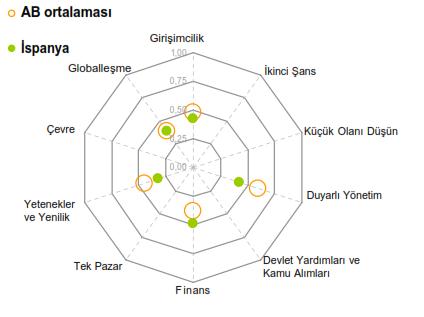 AB ortalaması
İspanya
Girişimcilik
1.00
Globalleşme
İkinci Şans
0.75
0.50
Çevre
Küçük Olanı Düşün
0.25
0.00
Duyarlı Yönetim
Yetenekler
ve Yenilik
Tek Pazar
Devlet Yardımları ve
Kamu Alımları
Finans